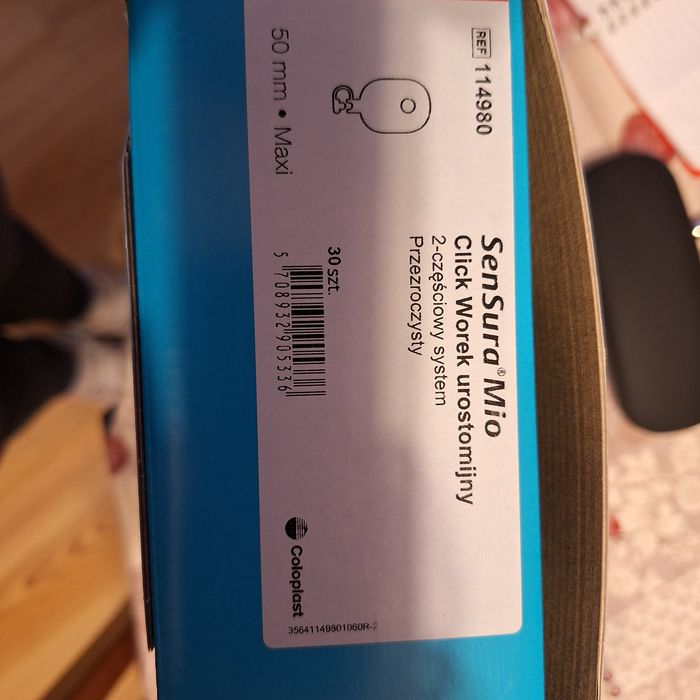 REF 114980
SenSura® Mio
Click Worek urostomijny
2-częściowy system
Przezroczysty
50 mm • Maxi
30 szt.
5 708932 905336
Coloplast
35641149801060R-2